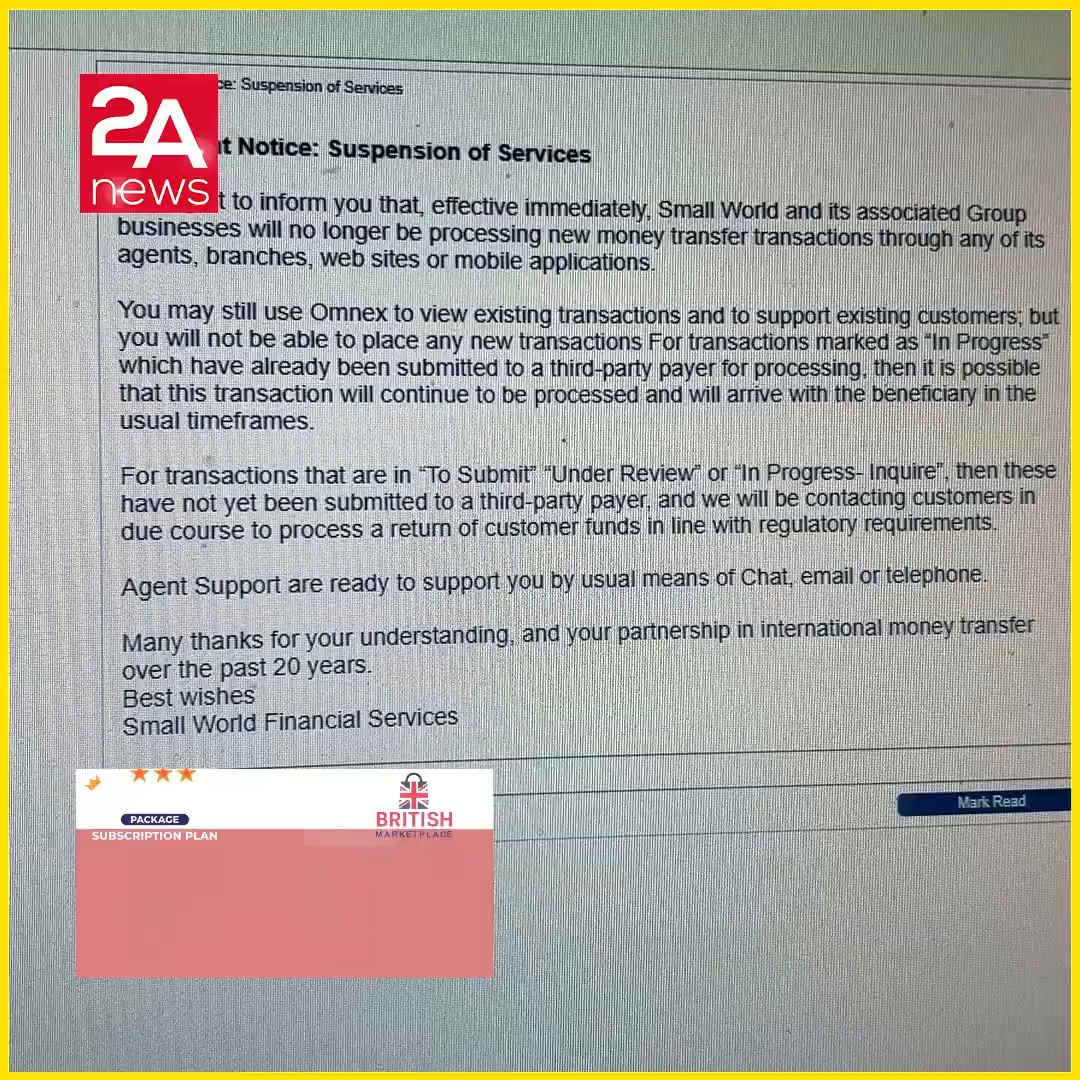 2A
news
ce: Suspension of Services
t Notice: Suspension of Services
t to inform you that, effective immediately, Small World and its associated Group
businesses will no longer be processing new money transfer transactions through any of its
agents, branches, web sites or mobile applications.
You may still use Omnex to view existing transactions and to support existing customers; but
you will not be able to place any new transactions For transactions marked as “In Progress”
which have already been submitted to a third-party payer for processing, then it is possible
that this transaction will continue to be processed and will arrive with the beneficiary in the
usual timeframes.
For transactions that are in “To Submit” “Under Review” or “In Progress- Inquire”, then these
have not yet been submitted to a third-party payer, and we will be contacting customers in
due course to process a return of customer funds in line with regulatory requirements.
Agent Support are ready to support you by usual means of Chat, email or telephone.
Many thanks for your understanding, and your partnership in international money transfer
over the past 20 years.
Best wishes
Small World Financial Services
Mark Read
PACKAGE
SUBSCRIPTION PLAN
BRITISH
MARKETPLACE